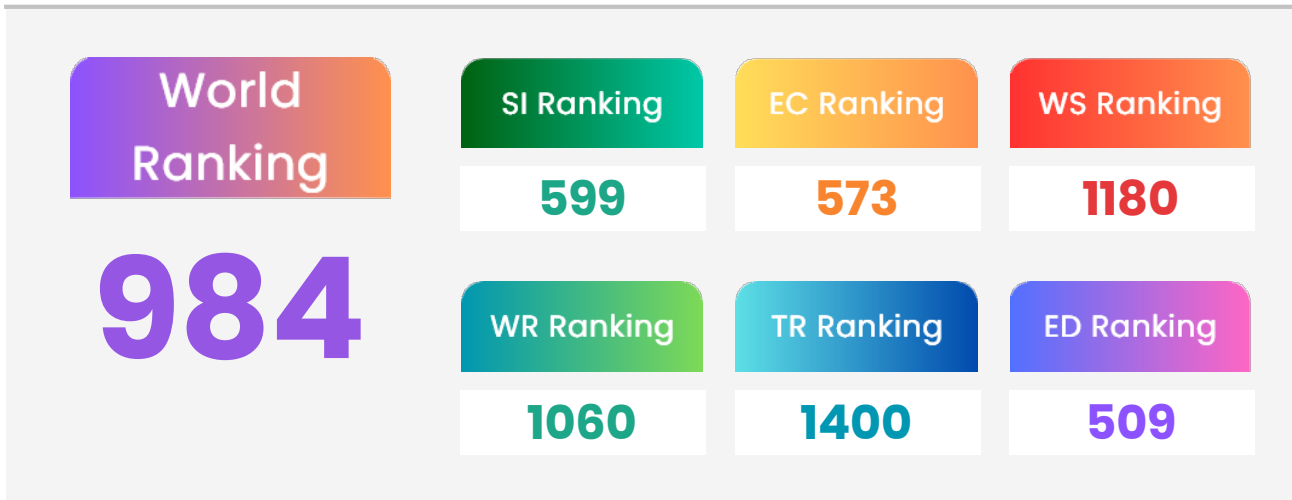 World
Ranking
984
SI Ranking
599
EC Ranking
573
WS Ranking
1180
WR Ranking
1060
TR Ranking
1400
ED Ranking
509